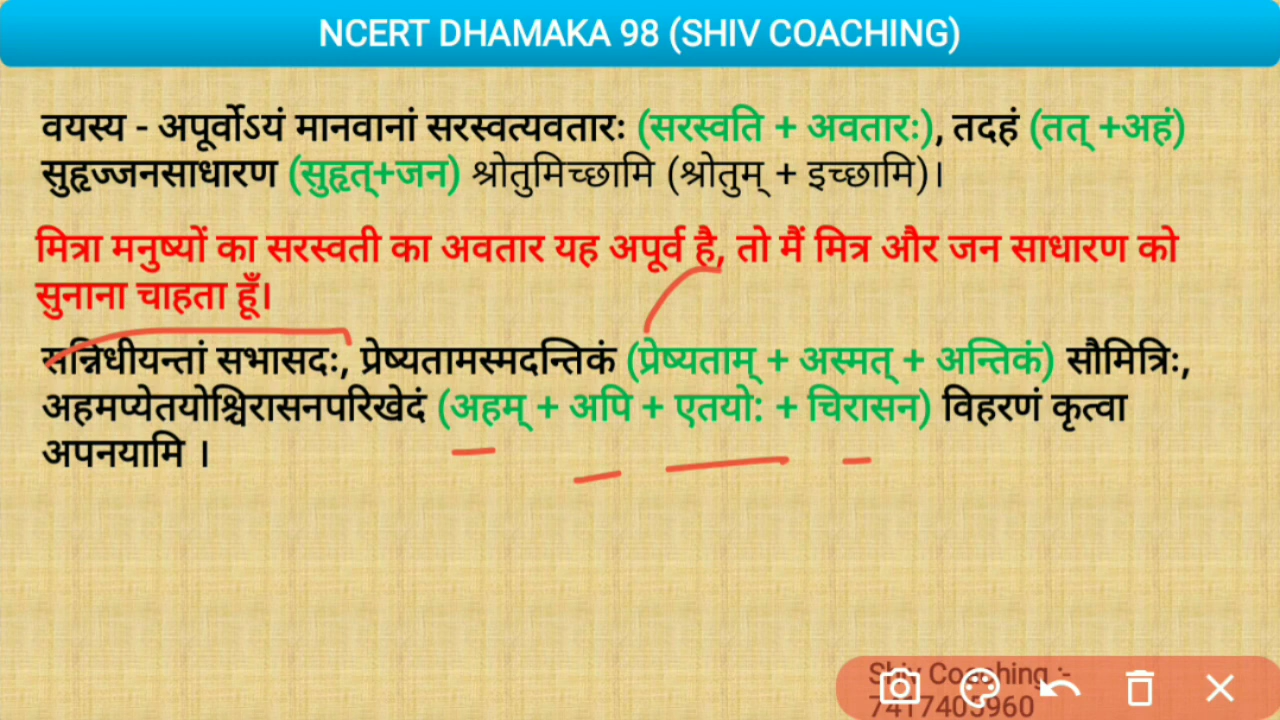 NCERT DHAMAKA 98 (SHIV COACHING)
वयस्य - अपूर्वोऽयं मानवानां सरस्वत्यवतारः (सरस्वति + अवतारः), तदहं (तत् +अहं)
सुहृज्जनसाधारण (सुहृत्+जन) श्रोतुमिच्छामि (श्रोतुम् + इच्छामि)।
मित्रा मनुष्यों का सरस्वती का अवतार यह अपूर्व है, तो मैं मित्र और जन साधारण को
सुनाना चाहता हूँ।
सन्निधीयन्तां सभासदः, प्रेष्यतामस्मदन्तिकं (प्रेष्यताम् + अस्मत् + अन्तिकं) सौमित्रिः,
अहमप्येतयोश्चिरासनपरिखेदं (अहम् + अपि + एतयो: + चिरासन) विहरणं कृत्वा
अपनयामि ।
Shiv Coaching :-
7417405960